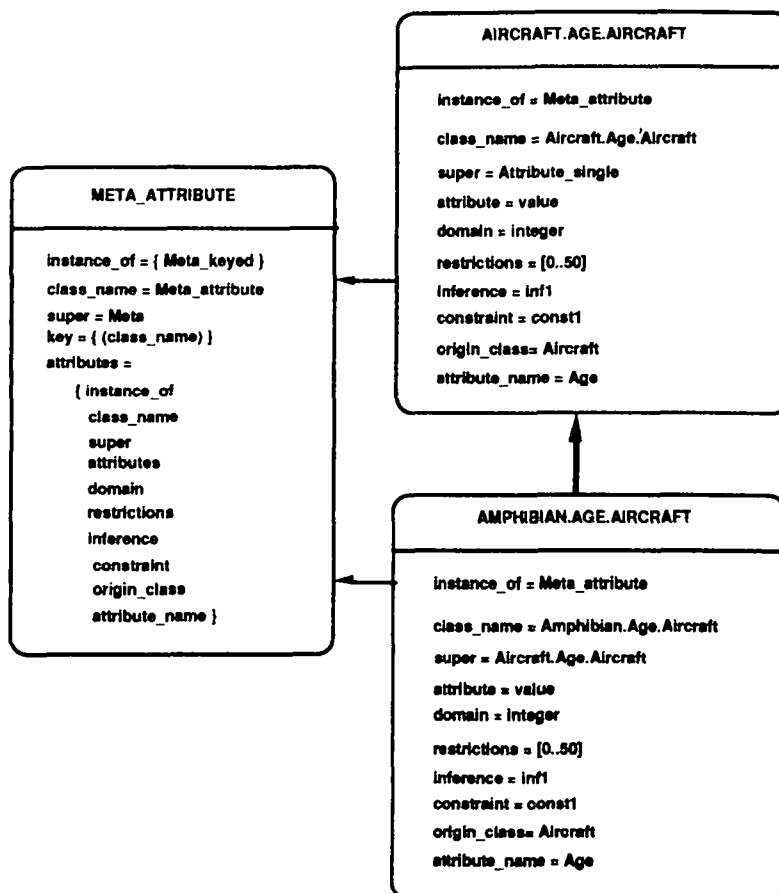 META_ATTRIBUTE
instance_of = { Meta_keyed }
class_name = Meta_attribute
super = Meta
key = { (class_name) }
attributes =
{ instance_of
class_name
super
attributes
domain
restrictions
inference
constraint
origin_class
attribute_name }
AIRCRAFT.AGE.AIRCRAFT
instance_of = Meta_attribute
class_name = Aircraft.Age.Aircraft
super = Attribute_single
attribute = value
domain = integer
restrictions = [0..50]
inference = inf1
constraint = const1
origin_class= Aircraft
attribute_name = Age
AMPHIBIAN.AGE.AIRCRAFT
instance_of = Meta_attribute
class_name = Amphibian.Age.Aircraft
super = Aircraft.Age.Aircraft
attribute = value
domain = integer
restrictions = [0..50]
inference = inf1
constraint = const1
origin_class= Aircraft
attribute_name = Age